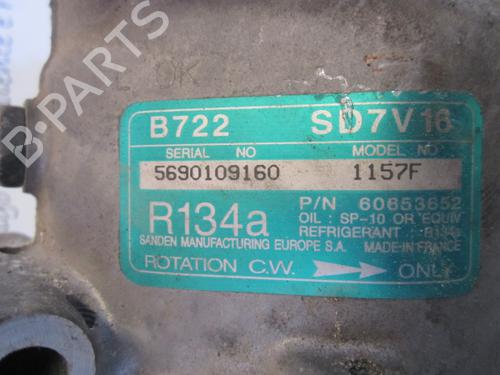 OK
B722 SD7V16
SERIAL NO MODEL NO
5690109160 1157F
P/N 60653652
R134a
OIL : SP-10 OR EQUIV
REFRIGERANT : R134a
SANDEN MANUFACTURING EUROPE S.A. MADE IN FRANCE
ROTATION C.W. ONLY
B-PARTS